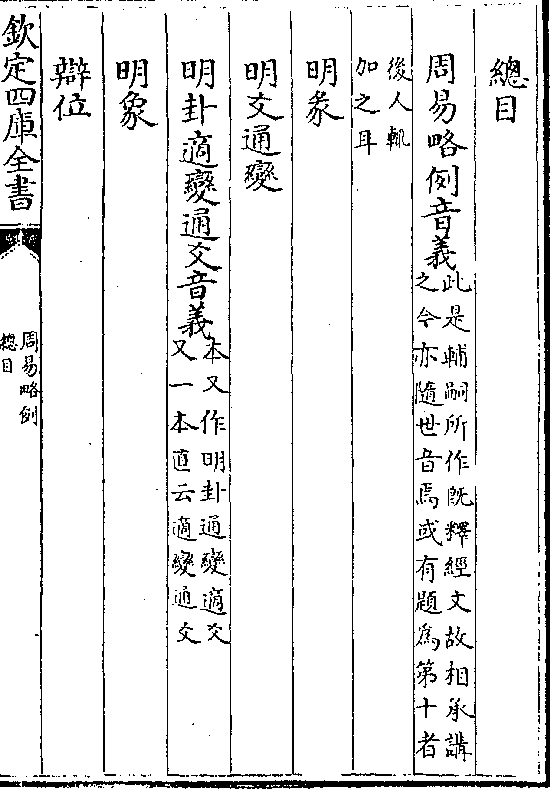 總目
周易略例音義
此是輔嗣所作既釋經文故相承講
之今亦隨世音焉或有題為第十者
後人輒
加之耳
明彖
明爻通變
明卦適變通爻音義
本又作明卦通變適爻
又一本直云適變通爻
明象
辯位
欽定四庫全書
周易略例
總目